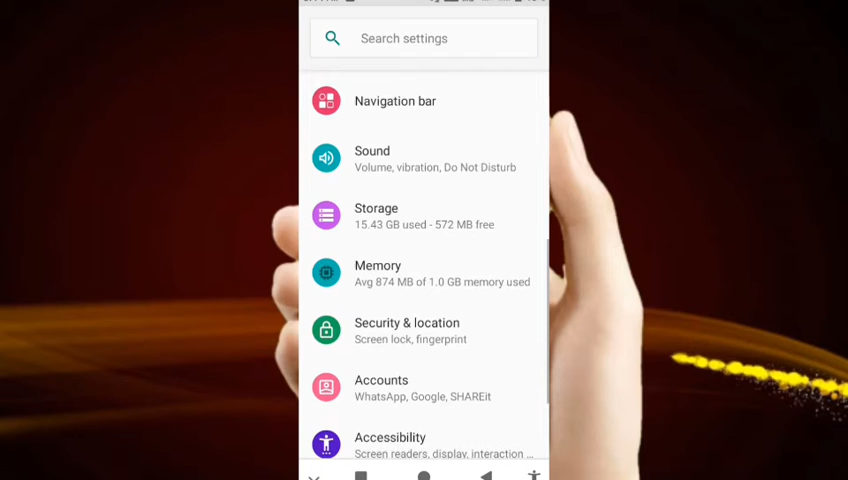 Search settings
Navigation bar
Sound
Volume, vibration, Do Not Disturb
Storage
15.43 GB used - 572 MB free
Memory
Avg 874 MB of 1.0 GB memory used
Security & location
Screen lock, fingerprint
Accounts
WhatsApp, Google, SHAREit
Accessibility
Screen readers, display, interaction ...